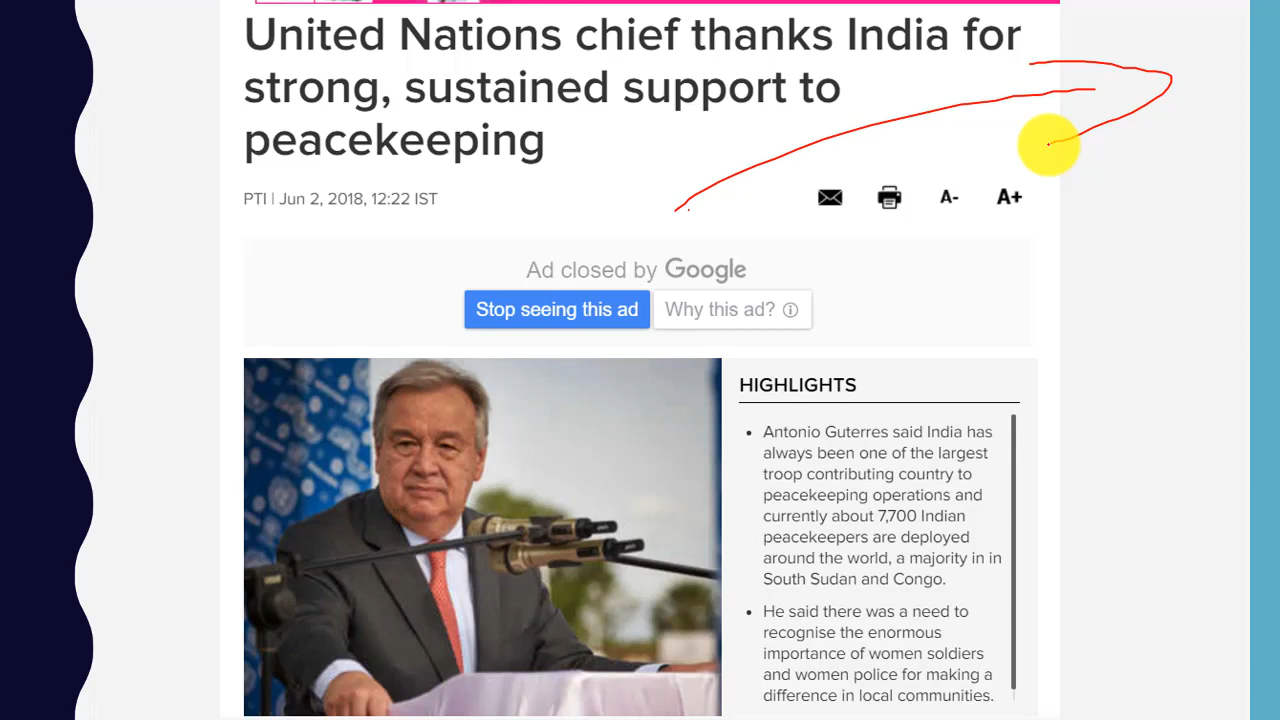 United Nations chief thanks India for
strong, sustained support to
peacekeeping
PTI | Jun 2, 2018, 12:22 IST
A- A+
Ad closed by Google
Stop seeing this ad Why this ad?
HIGHLIGHTS
• Antonio Guterres said India has
always been one of the largest
troop contributing country to
peacekeeping operations and
currently about 7,700 Indian
peacekeepers are deployed
around the world, a majority in in
South Sudan and Congo.
• He said there was a need to
recognise the enormous
importance of women soldiers
and women police for making a
difference in local communities.